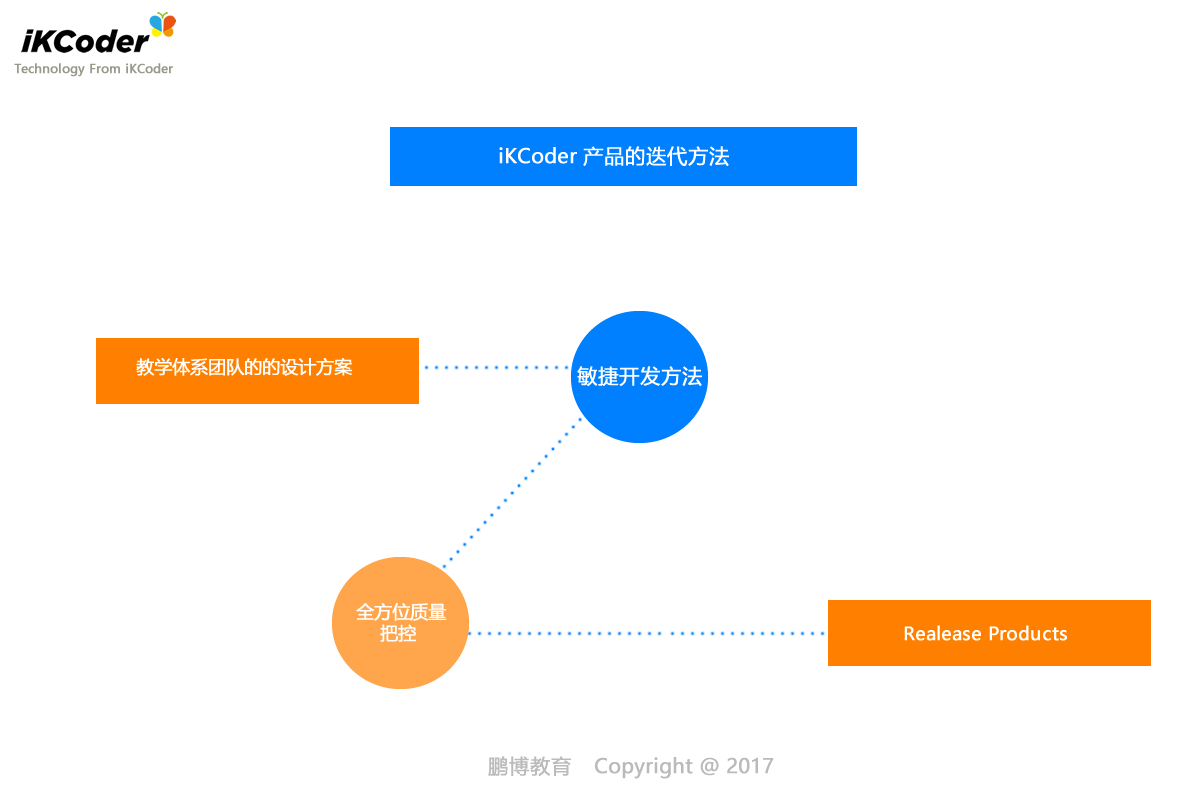 iKCoder
Technology From iKCoder
iKCoder 产品的迭代方法
教学体系团队的的设计方案
敏捷开发方法
全方位质量
把控
Realease Products
鹏博教育 Copyright @ 2017